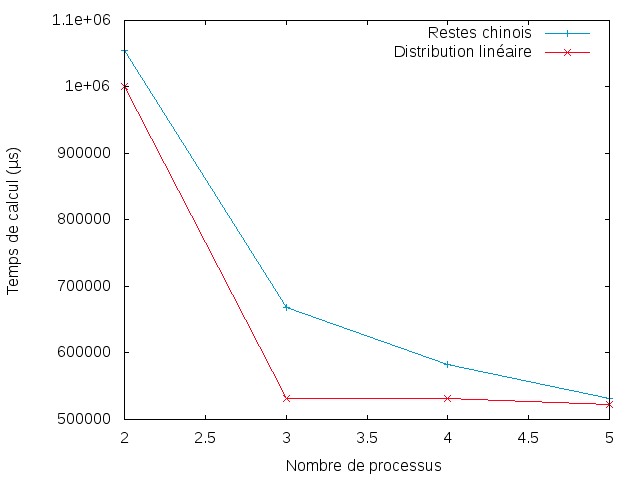 1.1e+06
1e+06
900000
800000
700000
600000
500000
Temps de calcul (µs)
Restes chinois
Distribution linéaire
2 2.5 3 3.5 4 4.5 5
Nombre de processus